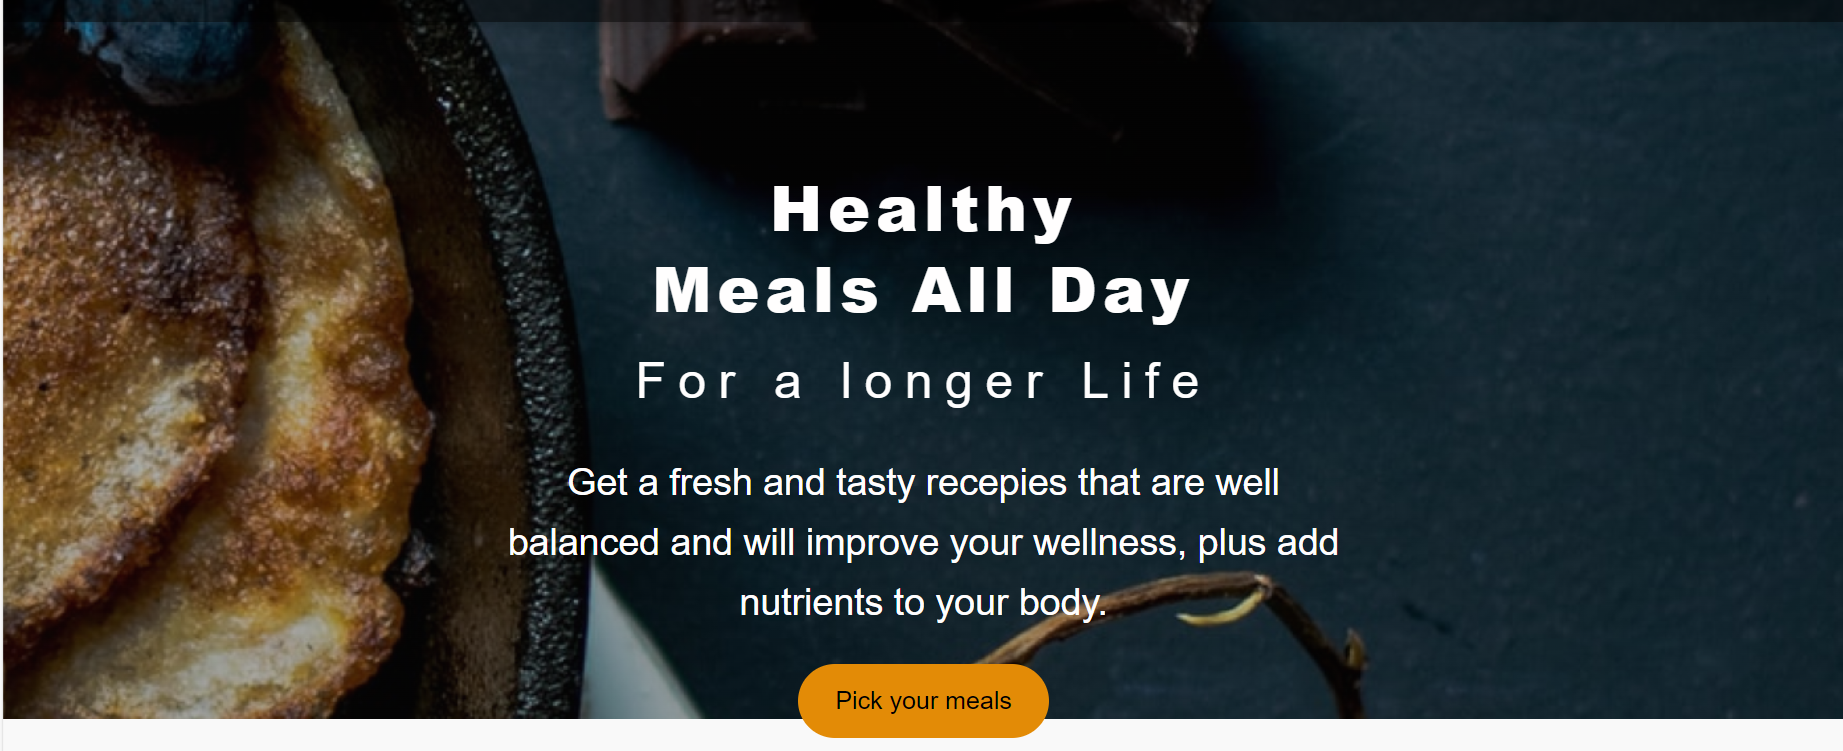 Healthy
Meals All Day
For a longer Life
Get a fresh and tasty recepies that are well
balanced and will improve your wellness, plus add
nutrients to your body.
Pick your meals